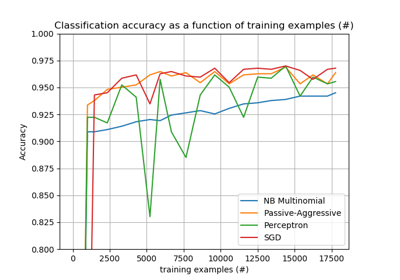 Classification accuracy as a function of training examples (#)
1.000
0.975
0.950
0.925
0.900
0.875
0.850
0.825
0.800
Accuracy
NB Multinomial
Passive-Aggressive
Perceptron
SGD
0 2500 5000 7500 10000 12500 15000 17500
training examples (#)